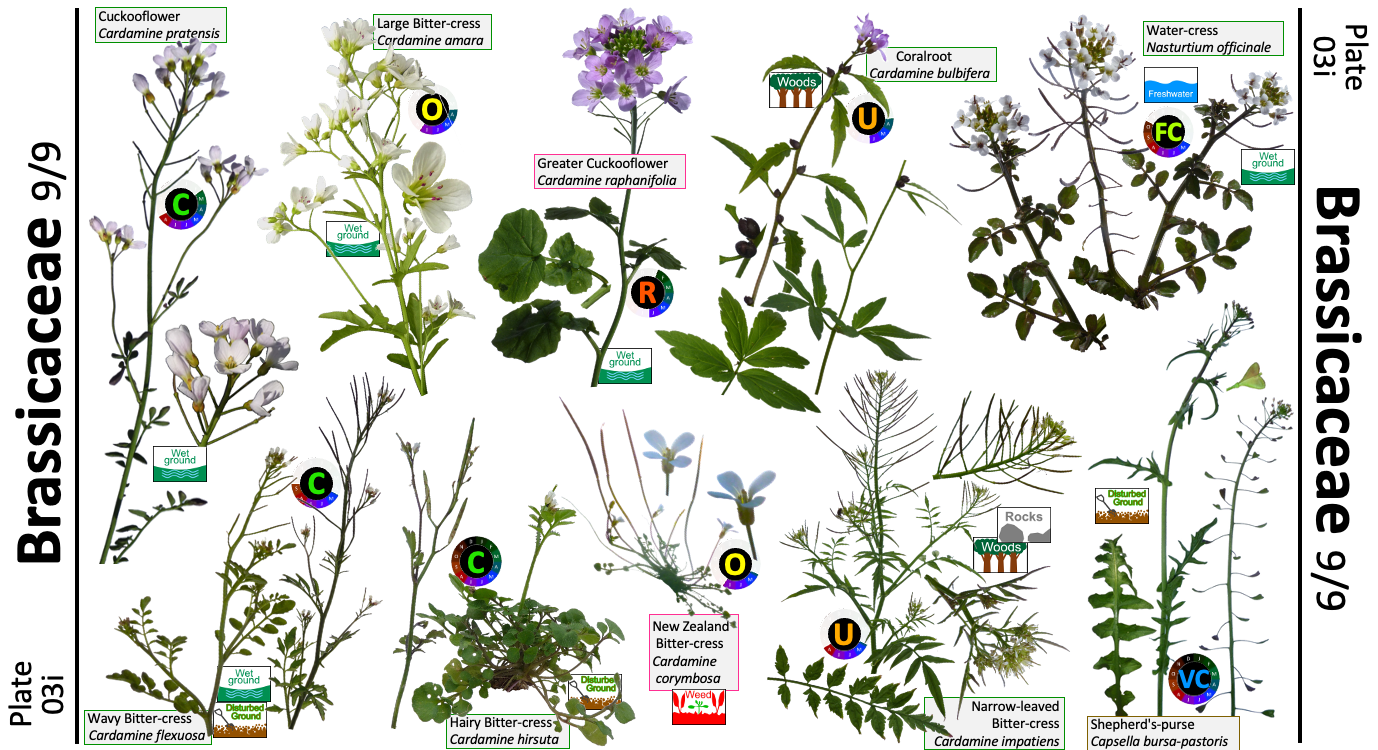 Cuckooflower
Cardamine pratensis
Large Bitter-cress
Cardamine amara
Coralroot
Cardamine bulbifera
Water-cress
Nasturtium officinale
Plate
03i
Woods
Freshwater
O
U
FC
Wet
ground
Greater Cuckooflower
Cardamine raphanifolia
Brassicaceae 9/9
C
Wet
ground
R
Wet
ground
Brassicaceae 9/9
Wet
ground
C
C
O
Disturbed
Ground
Rocks
Woods
U
New Zealand
Bitter-cress
Cardamine
corymbosa
Weed
Plate
03i
Wet
ground
Disturbed
Ground
Disturbed
Ground
VC
Wavy Bitter-cress
Cardamine flexuosa
Hairy Bitter-cress
Cardamine hirsuta
Narrow-leaved
Bitter-cress
Cardamine impatiens
Shepherd's-purse
Capsella bursa-pastoris